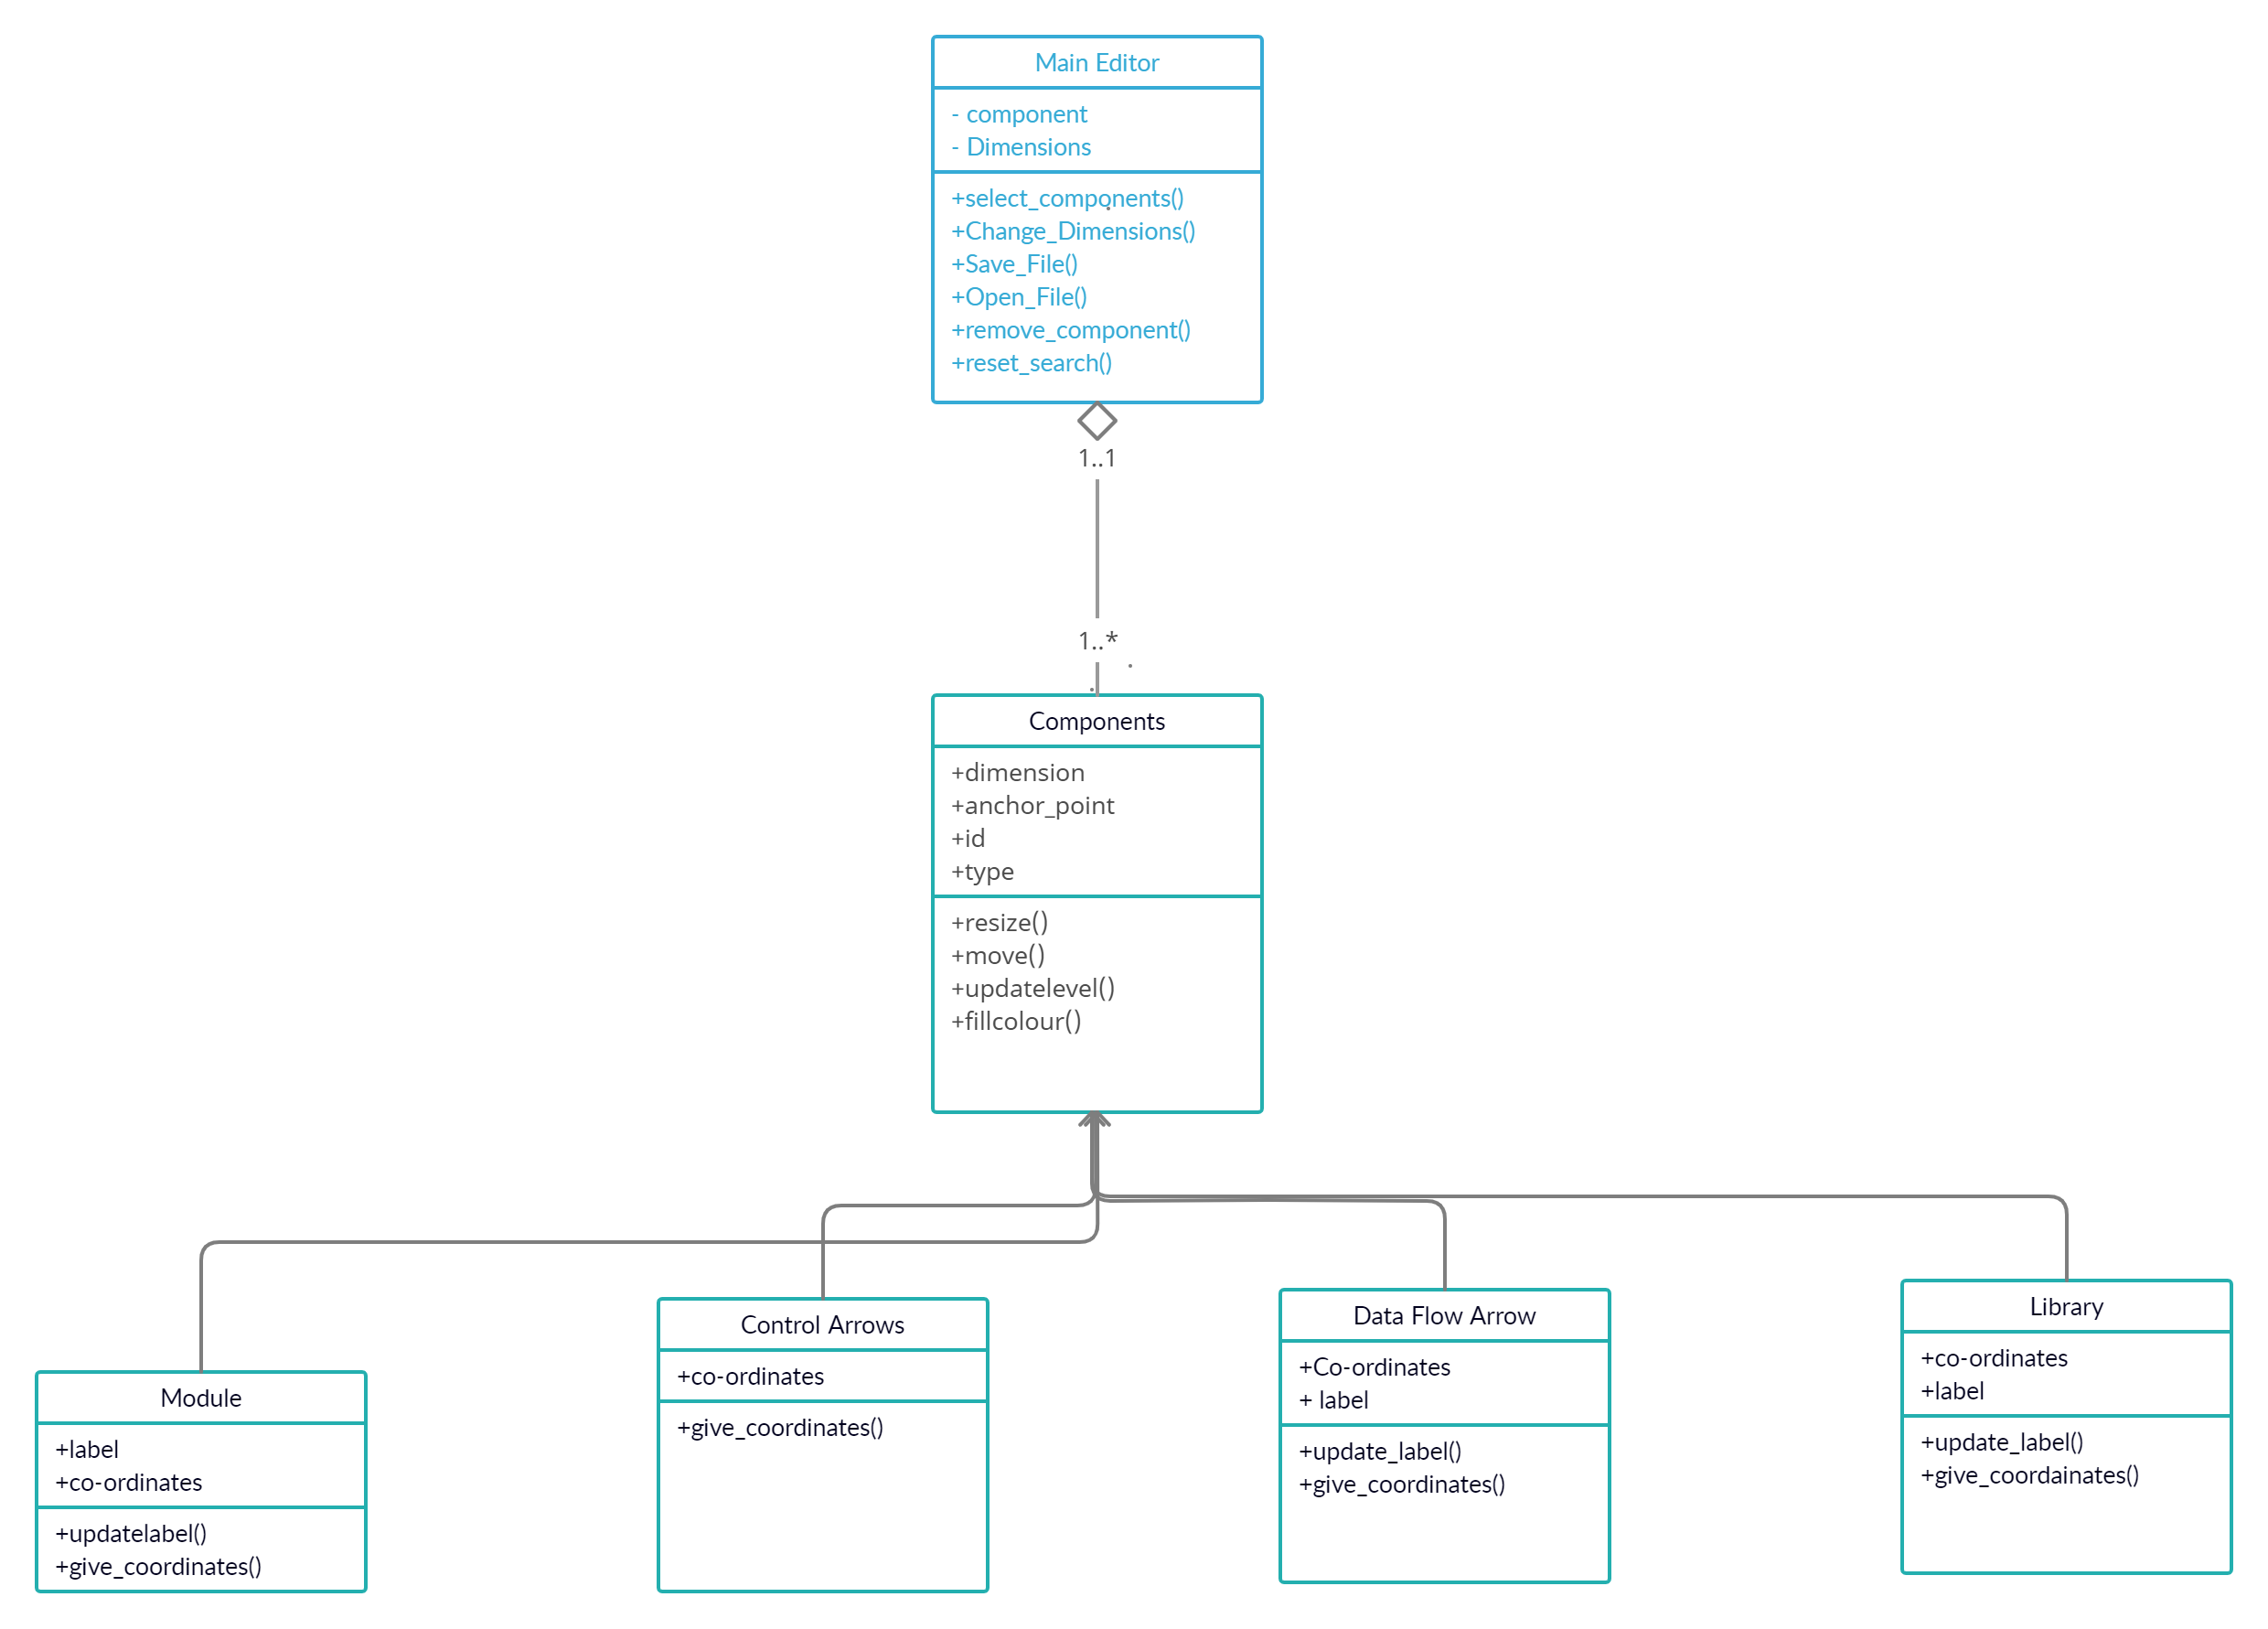 Main Editor
- component
- Dimensions
+select_components()
+Change_Dimensions()
+Save_File()
+Open_File()
+remove_component()
+reset_search()
1..1
1..*
Components
+dimension
+anchor_point
+id
+type
+resize()
+move()
+updatelevel()
+fillcolour()
Module
+label
+co-ordinates
+updatelabel()
+give_coordinates()
Control Arrows
+co-ordinates
+give_coordinates()
Data Flow Arrow
+Co-ordinates
+ label
+update_label()
+give_coordinates()
Library
+co-ordinates
+label
+update_label()
+give_coordainates()